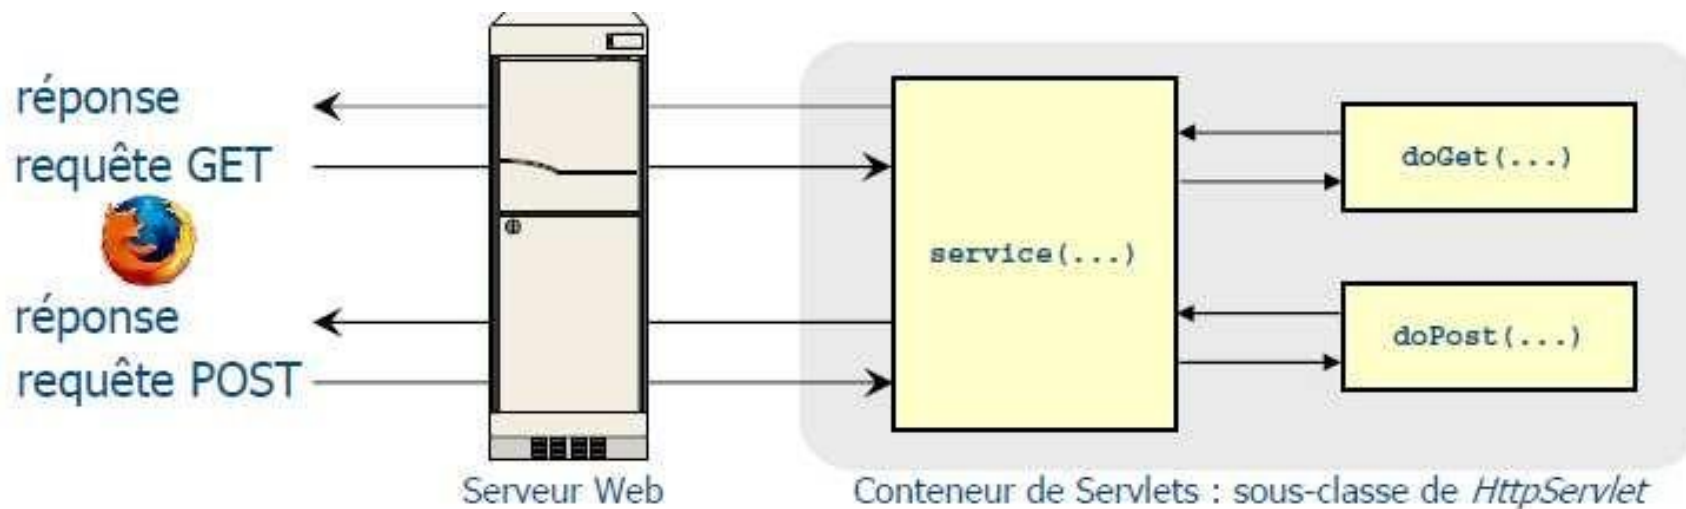 réponse
requête GET
réponse
requête POST
Serveur Web
service(...)
doGet(...)
doPost(...)
Conteneur de Servlets : sous-classe de HttpServlet